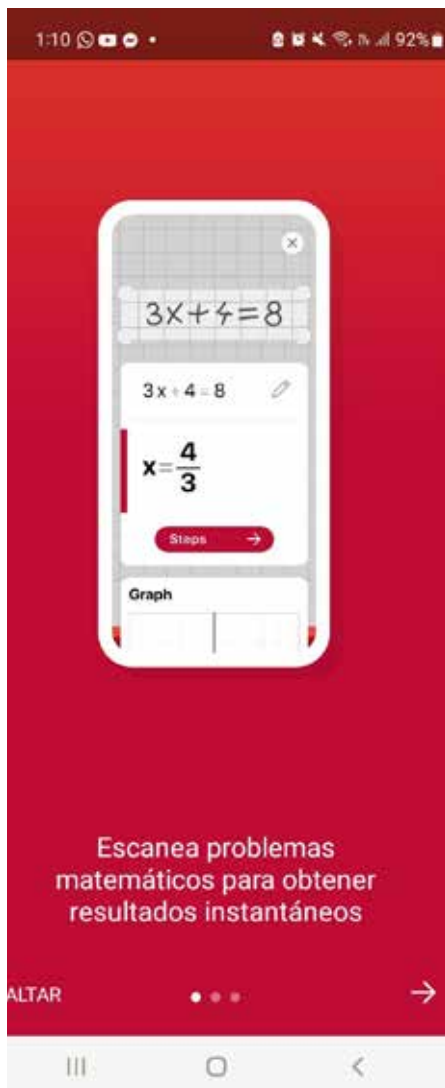 1:10 92%
3x+4=8
3x+4=8
x=4/3
Steps
Graph
Escanea problemas
matemáticos para obtener
resultados instantáneos
ALTAR